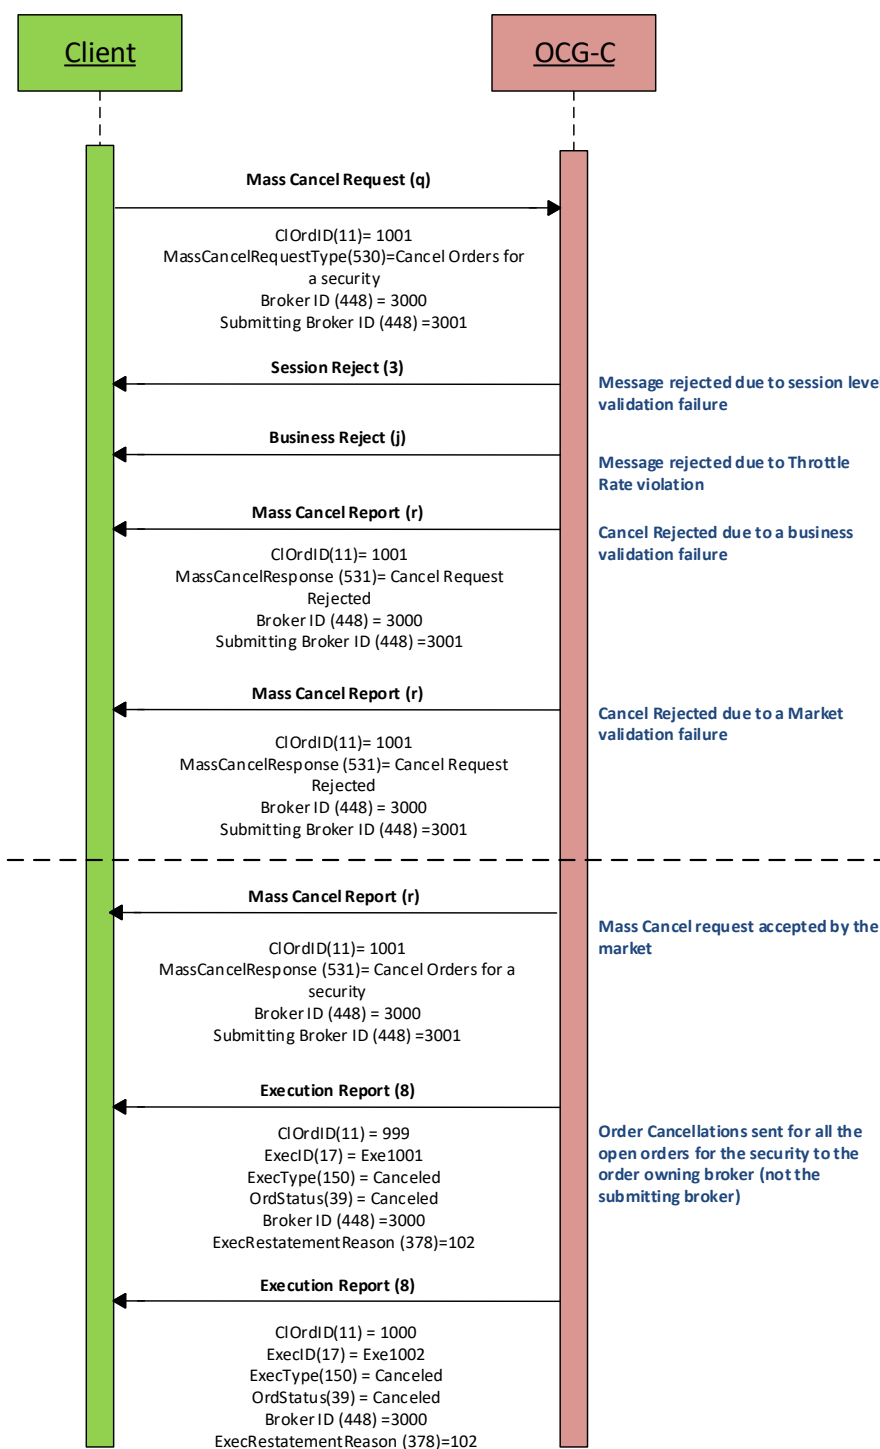 Client
OCG-C
Mass Cancel Request (q)
ClOrdID(11)= 1001
MassCancelRequestType(530)=Cancel Orders for
a security
Broker ID (448) = 3000
Submitting Broker ID (448) =3001
Session Reject (3)
Message rejected due to session level
validation failure
Business Reject (j)
Message rejected due to Throttle
Rate violation
Mass Cancel Report (r)
Cancel Rejected due to a business
validation failure
ClOrdID(11)= 1001
MassCancelResponse (531)= Cancel Request
Rejected
Broker ID (448) = 3000
Submitting Broker ID (448) =3001
Mass Cancel Report (r)
Cancel Rejected due to a Market
validation failure
ClOrdID(11)= 1001
MassCancelResponse (531)= Cancel Request
Rejected
Broker ID (448) = 3000
Submitting Broker ID (448) =3001
Mass Cancel Report (r)
Mass Cancel request accepted by the
market
ClOrdID(11)= 1001
MassCancelResponse (531)= Cancel Orders for a
security
Broker ID (448) = 3000
Submitting Broker ID (448) =3001
Execution Report (8)
Order Cancellations sent for all the
open orders for the security to the
order owning broker (not the
submitting broker)
ClOrdID(11) = 999
ExecID(17) = Exe1001
ExecType(150) = Canceled
OrdStatus(39) = Canceled
Broker ID (448) =3000
ExecRestatementReason (378)=102
Execution Report (8)
ClOrdID(11) = 1000
ExecID(17) = Exe1002
ExecType(150) = Canceled
OrdStatus(39) = Canceled
Broker ID (448) =3000
ExecRestatementReason (378)=102